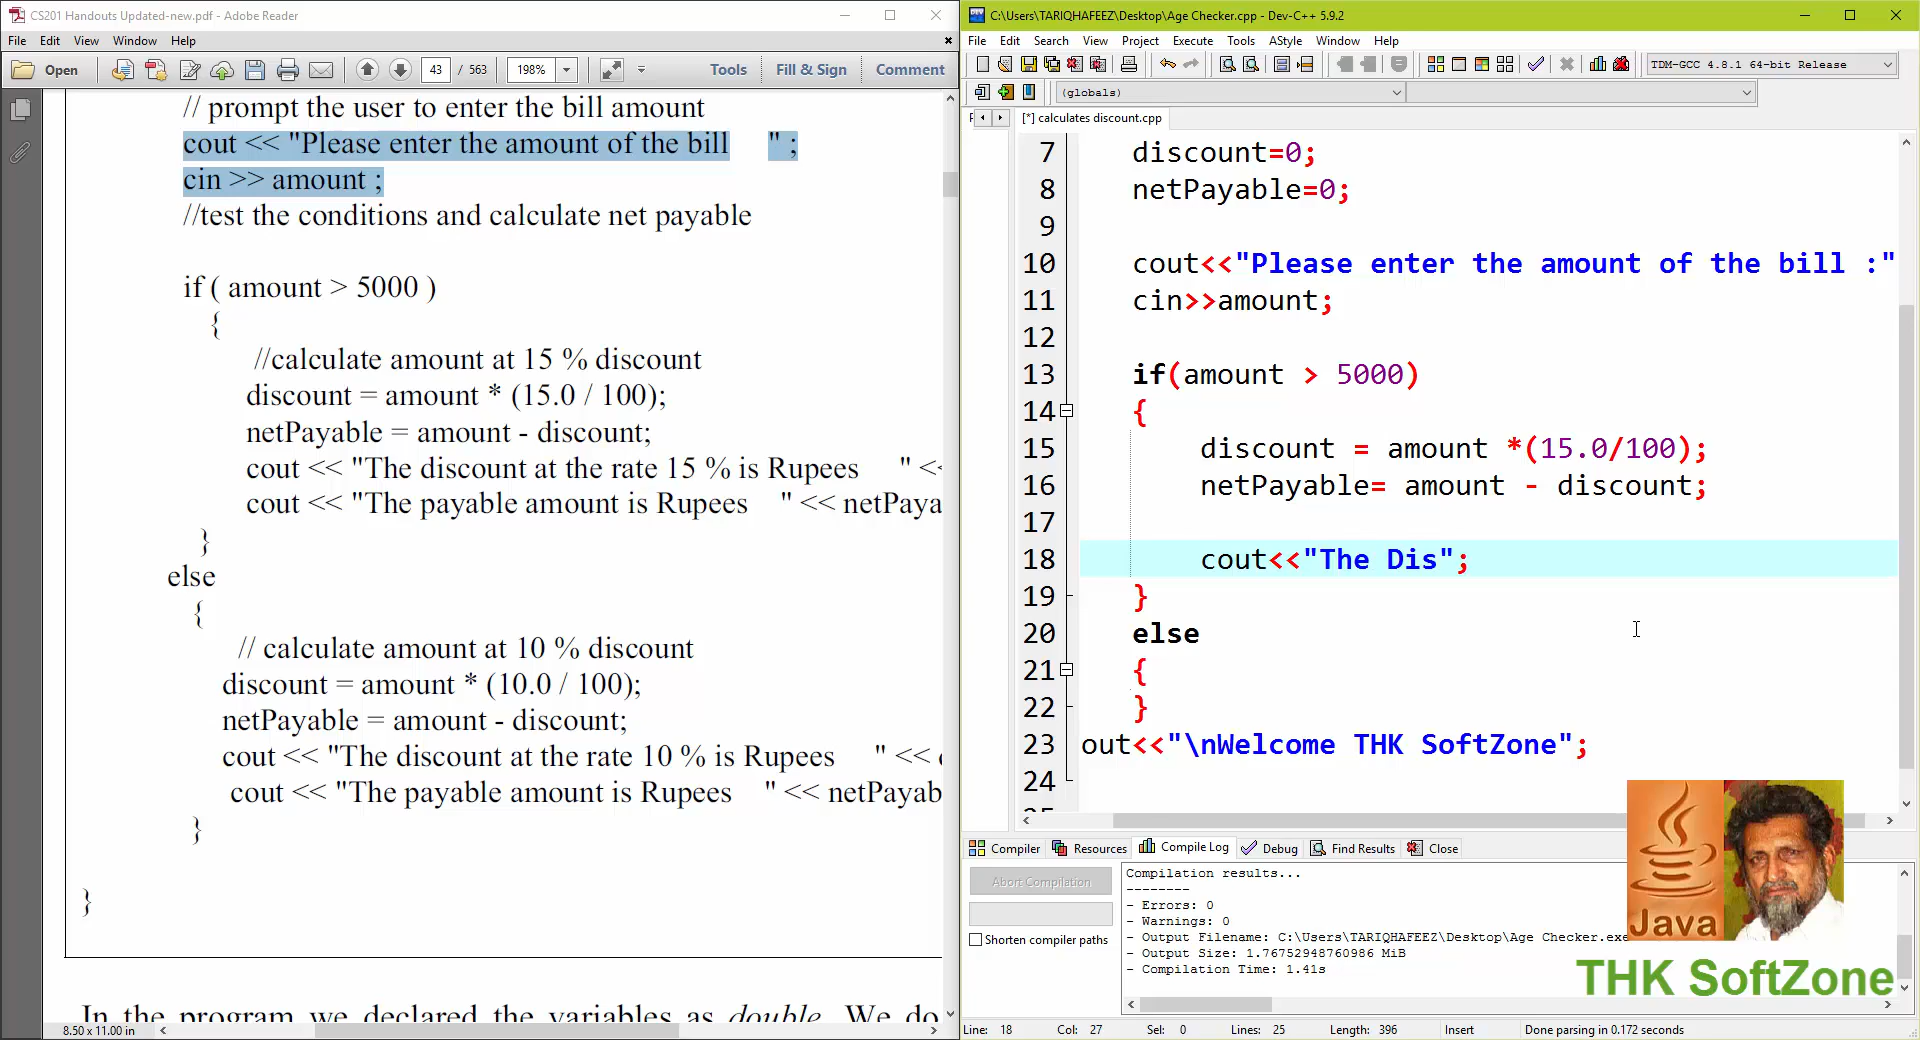 CS201 Handouts Updated-new.pdf - Adobe Reader
File Edit View Window Help
Open 43 / 563 198% Tools Fill & Sign Comment
// prompt the user to enter the bill amount
cout << "Please enter the amount of the bill " ;
cin >> amount ;
//test the conditions and calculate net payable
if ( amount > 5000 )
{
//calculate amount at 15 % discount
discount = amount * (15.0 / 100);
netPayable = amount - discount;
cout << "The discount at the rate 15 % is Rupees " <<
cout << "The payable amount is Rupees " << netPaya
}
else
{
// calculate amount at 10 % discount
discount = amount * (10.0 / 100);
netPayable = amount - discount;
cout << "The discount at the rate 10 % is Rupees " <<
cout << "The payable amount is Rupees " << netPayab
}
}
In the program we declared the variables as double. We do
8.50 x 11.00 in
C:\Users\TARIQHAFEEZ\Desktop\Age Checker.cpp - Dev-C++ 5.9.2
File Edit Search View Project Execute Tools AStyle Window Help
TDM-GCC 4.8.1 64-bit Release
(globals)
[*] calculates discount.cpp
7 discount=0;
8 netPayable=0;
9
10 cout<<"Please enter the amount of the bill :"
11 cin>>amount;
12
13 if(amount > 5000)
14 {
15 discount = amount *(15.0/100);
16 netPayable= amount - discount;
17
18 cout<<"The Dis";
19 }
20 else
21 {
22 }
23 out<<"\nWelcome THK SoftZone";
24
Compiler Resources Compile Log Debug Find Results Close
Abort Compilation
Shorten compiler paths
Compilation results...
--------
- Errors: 0
- Warnings: 0
- Output Filename: C:\Users\TARIQHAFEEZ\Desktop\Age Checker.exe
- Output Size: 1.76752948760986 MiB
- Compilation Time: 1.41s
Java
THK SoftZone
Line: 18 Col: 27 Sel: 0 Lines: 25 Length: 396 Insert Done parsing in 0.172 seconds